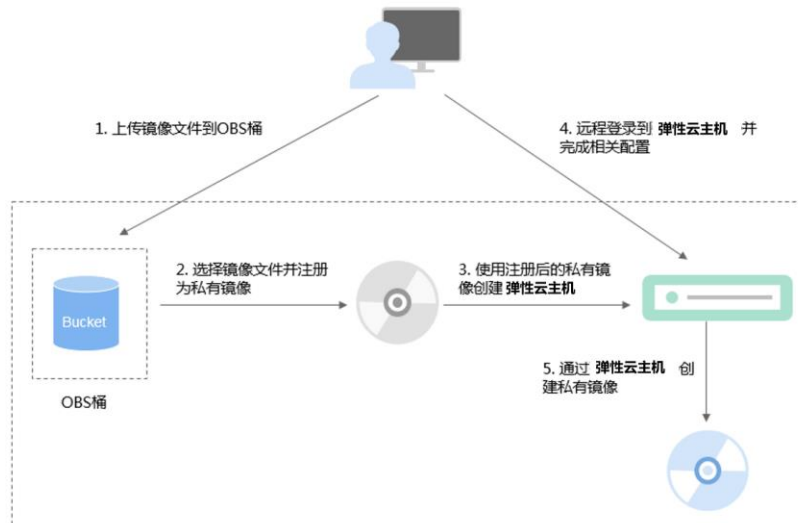 1. 上传镜像文件到OBS桶
4. 远程登录到 弹性云主机 并
完成相关配置
2. 选择镜像文件并注册
为私有镜像
3. 使用注册后的私有镜
像创建 弹性云主机
Bucket
OBS桶
5. 通过 弹性云主机 创
建私有镜像